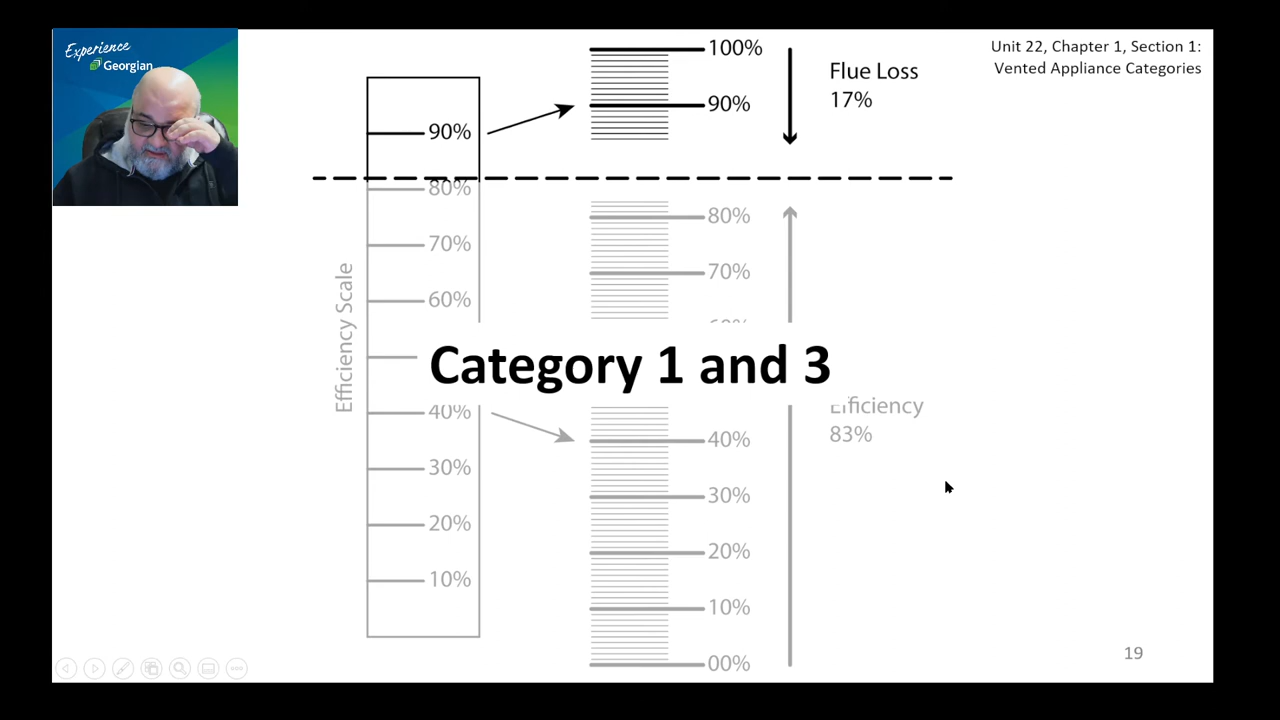 Experience
Georgian
Unit 22, Chapter 1, Section 1:
Vented Appliance Categories
100%
90%
Flue Loss
17%
90%
80%
70%
60%
40%
30%
20%
10%
Efficiency Scale
80%
70%
Category 1 and 3
Efficiency
83%
40%
30%
20%
10%
00%
19